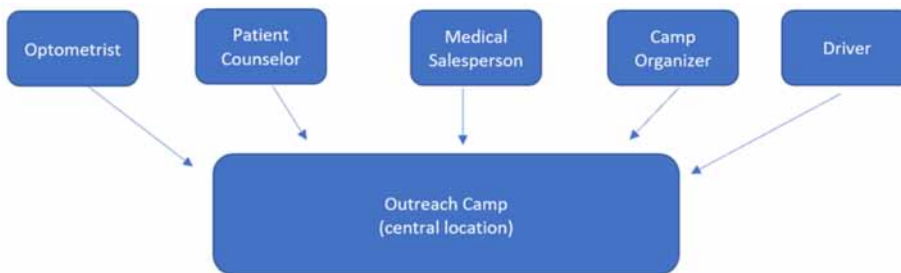 Optometrist
Patient
Counselor
Medical
Salesperson
Camp
Organizer
Driver
Outreach Camp
(central location)